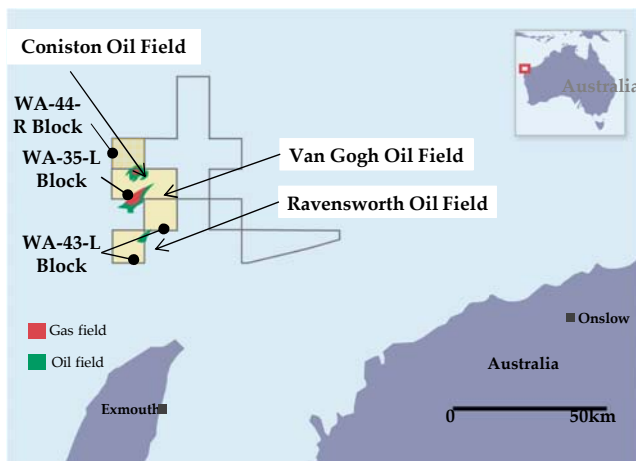 Coniston Oil Field
WA-44-
R Block
WA-35-L
Block
Van Gogh Oil Field
Ravensworth Oil Field
WA-43-L
Block
Australia
Gas field
Oil field
Onslow
Australia
Exmouth
0
50km